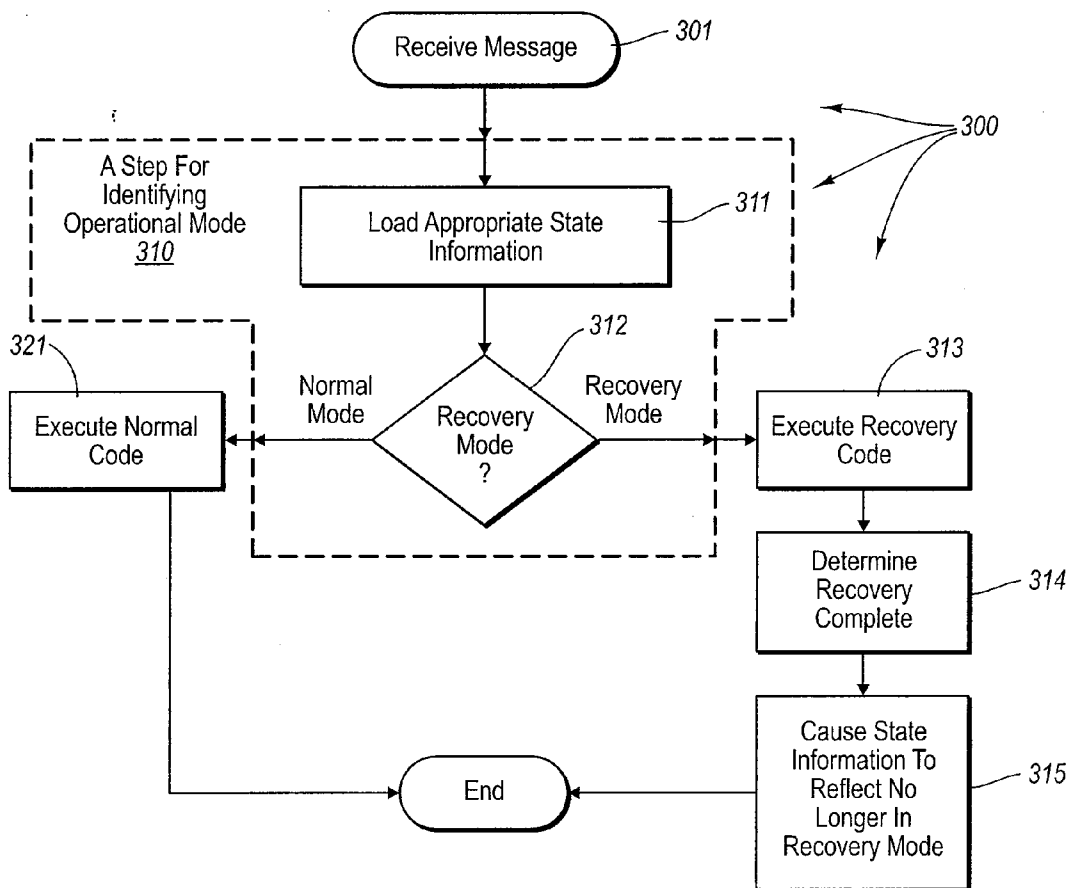 Receive Message
301
300
A Step For
Identifying
Operational Mode
310
Load Appropriate State
Information
311
312
321
Normal
Mode
Recovery
Mode
?
Recovery
Mode
313
Execute Normal
Code
Execute Recovery
Code
Determine
Recovery
Complete
314
Cause State
Information To
Reflect No
Longer In
Recovery Mode
315
End